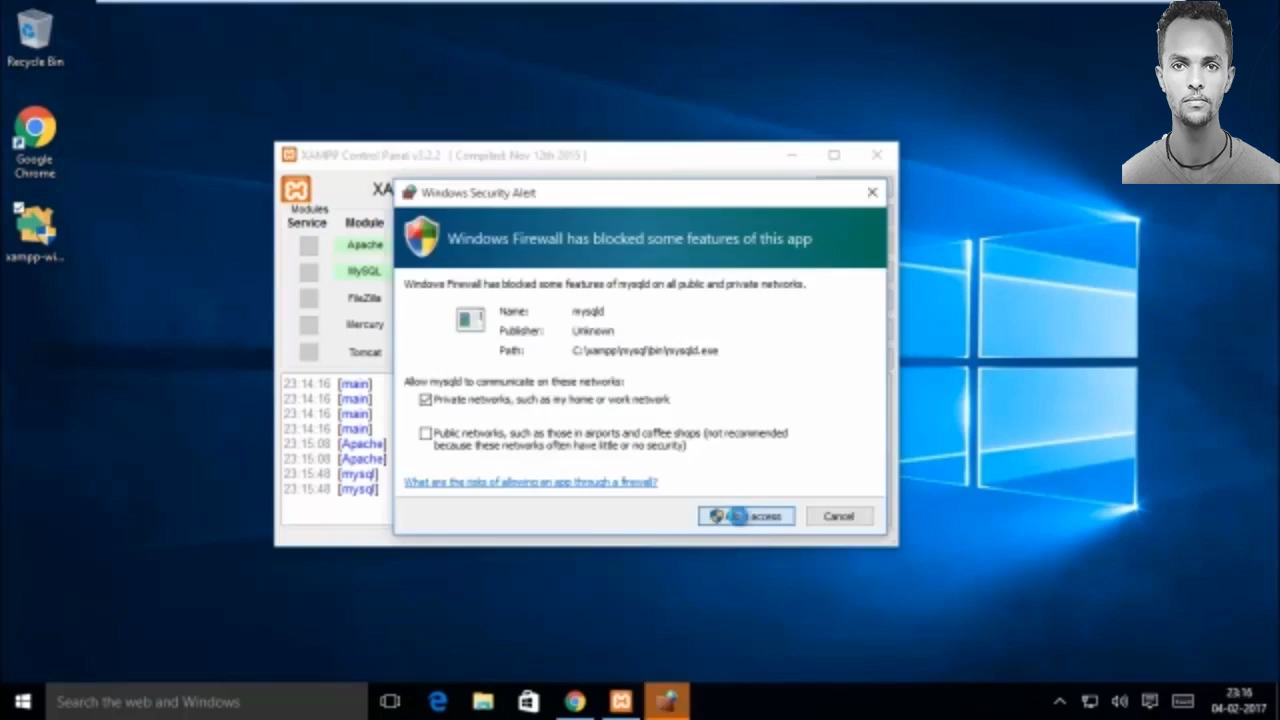 Recycle Bin
Google
Chrome
xampp-wi...
XAMPP Control Panel v3.2.2 [ Compiled: Nov 12th 2015 ]
XA
Modules
Service Module
Apache
MySQL
FileZilla
Mercury
Tomcat
23:14:16 [main]
23:14:16 [main]
23:14:16 [main]
23:14:16 [main]
23:15:08 [Apache]
23:15:08 [Apache]
23:15:48 [mysql]
23:15:48 [mysql]
Windows Security Alert
Windows Firewall has blocked some features of this app
Windows Firewall has blocked some features of mysqld on all public and private networks.
Name: mysqld
Publisher: Unknown
Path: C:\xampp\mysql\bin\mysqld.exe
Allow mysqld to communicate on these networks:
Private networks, such as my home or work network
Public networks, such as those in airports and coffee shops (not recommended
because these networks often have little or no security)
What are the risks of allowing an app through a firewall?
access
Cancel
Search the web and Windows
23:16
04-02-2017